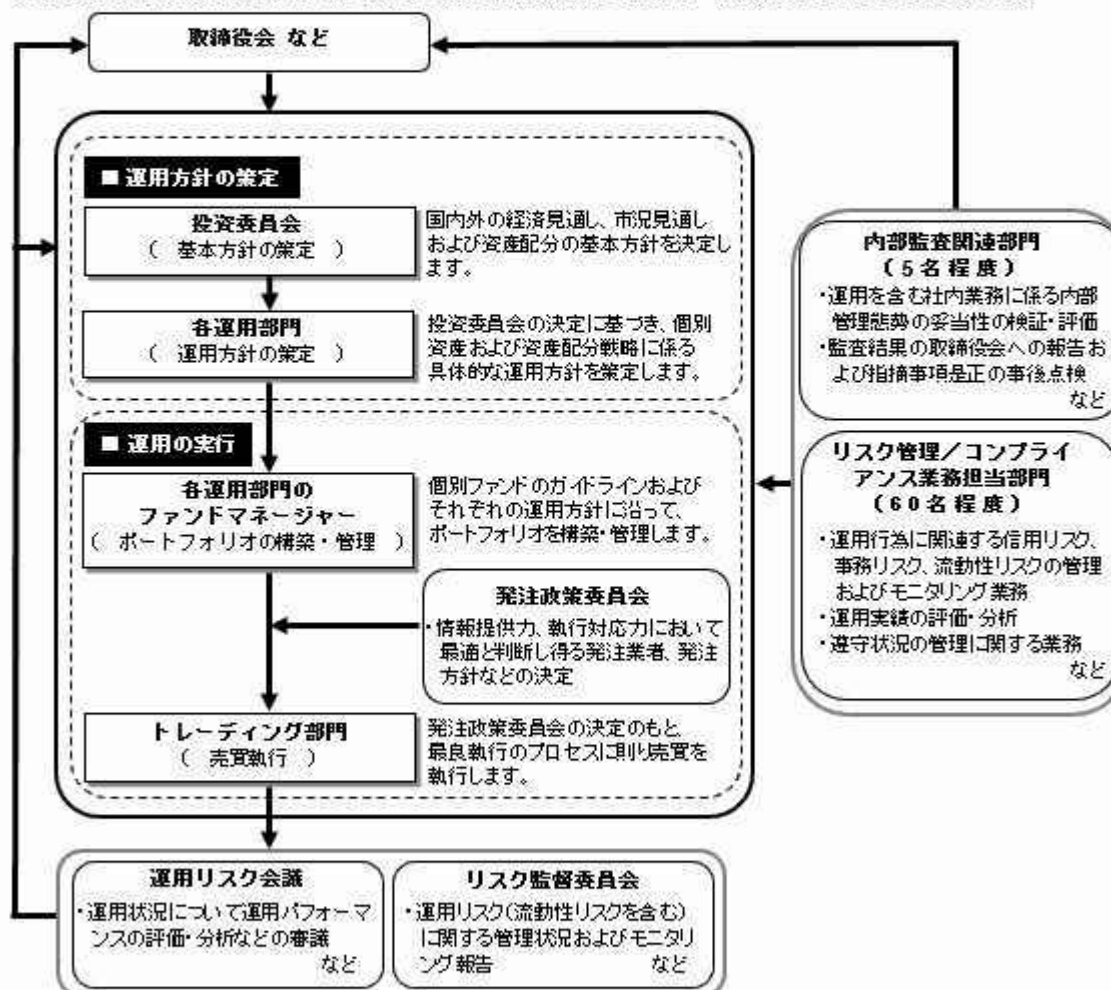 取締役会 など
■ 運用方針の策定
投資委員会
( 基本方針の策定 )
国内外の経済見通し、市況見通し
および資産配分の基本方針を決定し
ます。
各運用部門
( 運用方針の策定 )
投資委員会の決定に基づき、個別
資産および資産配分戦略に係る
具体的な運用方針を策定します。
■ 運用の実行
各運用部門の
ファンドマネージャー
( ポートフォリオの構築・管理 )
個別ファンドのガイドラインおよび
それぞれの運用方針に沿って、
ポートフォリオを構築・管理します。
発注政策委員会
・情報提供力、執行対応力において
最適と判断し得る発注業者、発注
方針などの決定
トレーディング部門
( 売買執行 )
発注政策委員会の決定のもと、
最良執行のプロセスに則り売買を
執行します。
内部監査関連部門
(5名程度)
・運用を含む社内業務に係る内部
管理態勢の妥当性の検証・評価
・監査結果の取締役会への報告お
よび指摘事項是正の事後点検
など
リスク管理/コンプライ
アンス業務担当部門
(60名程度)
・運用行為に関連する信用リスク、
事務リスク、流動性リスクの管理
およびモニタリング業務
・運用実績の評価・分析
・遵守状況の管理に関する業務
など
運用リスク会議
・運用状況について運用パフォーマ
ンスの評価・分析などの審議
など
リスク監督委員会
・運用リスク(流動性リスクを含む)
に関する管理状況およびモニタリ
ング報告 など